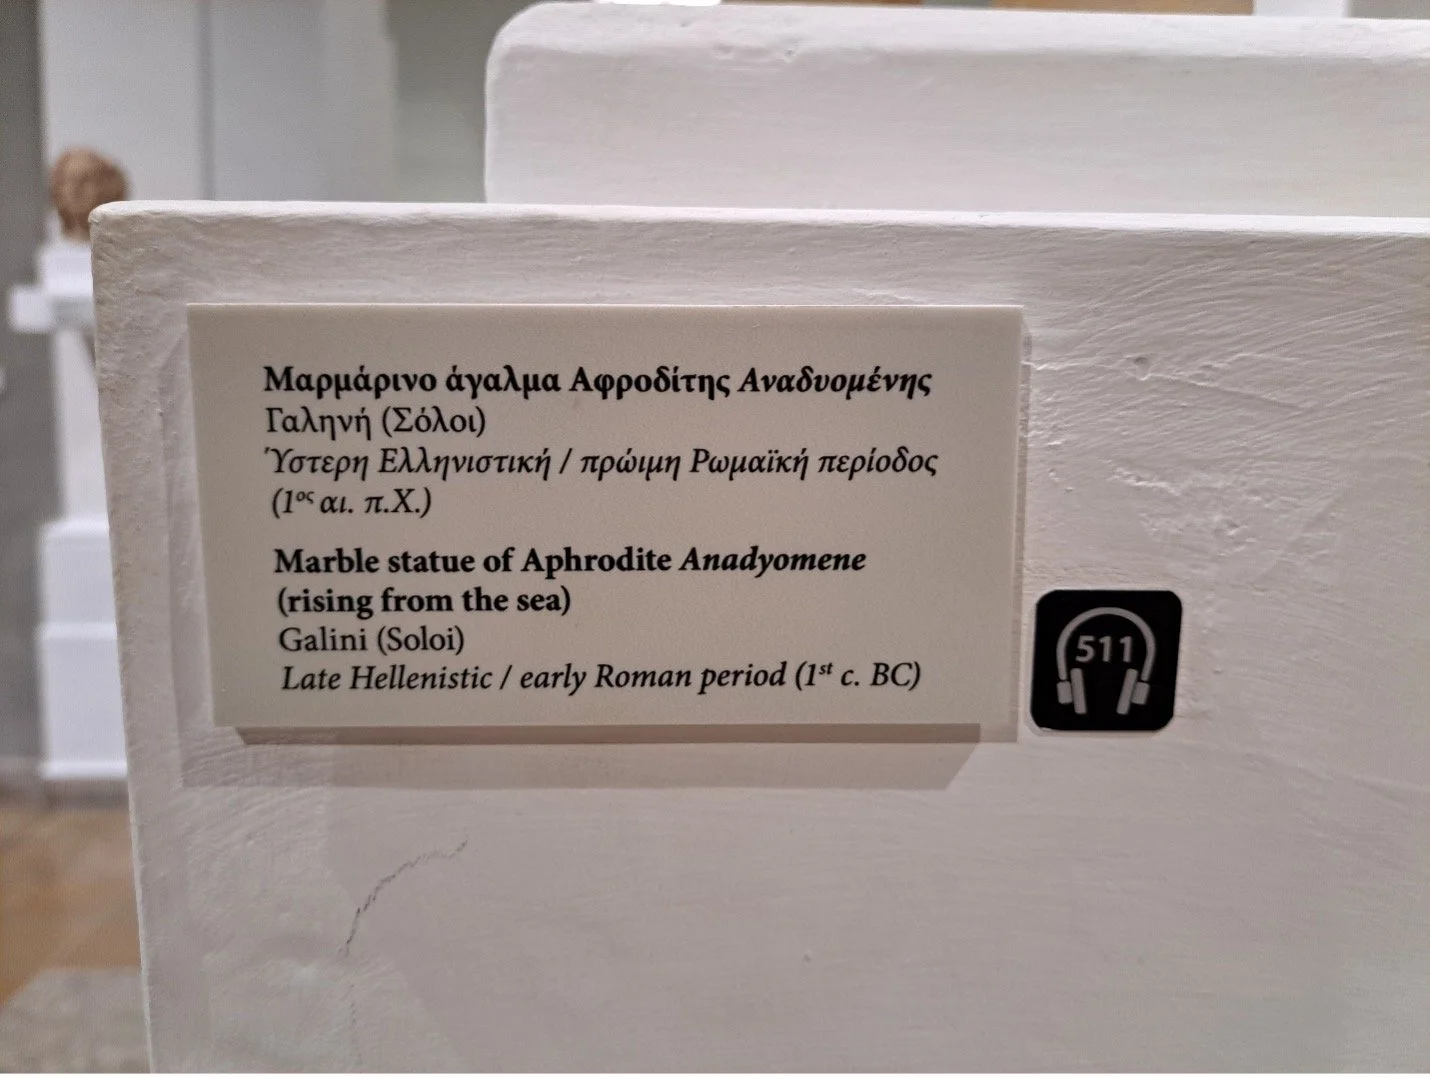 Μαρμάρινο άγαλμα Αφροδίτης Αναδυομένης
Γαληνή (Σόλοι)
Ύστερη Ελληνιστική / πρώιμη Ρωμαϊκή περίοδος
(1ος αι. π.Χ.)
Marble statue of Aphrodite Anadyomene
(rising from the sea)
Galini (Soloi)
Late Hellenistic / early Roman period (1st c. BC)
511